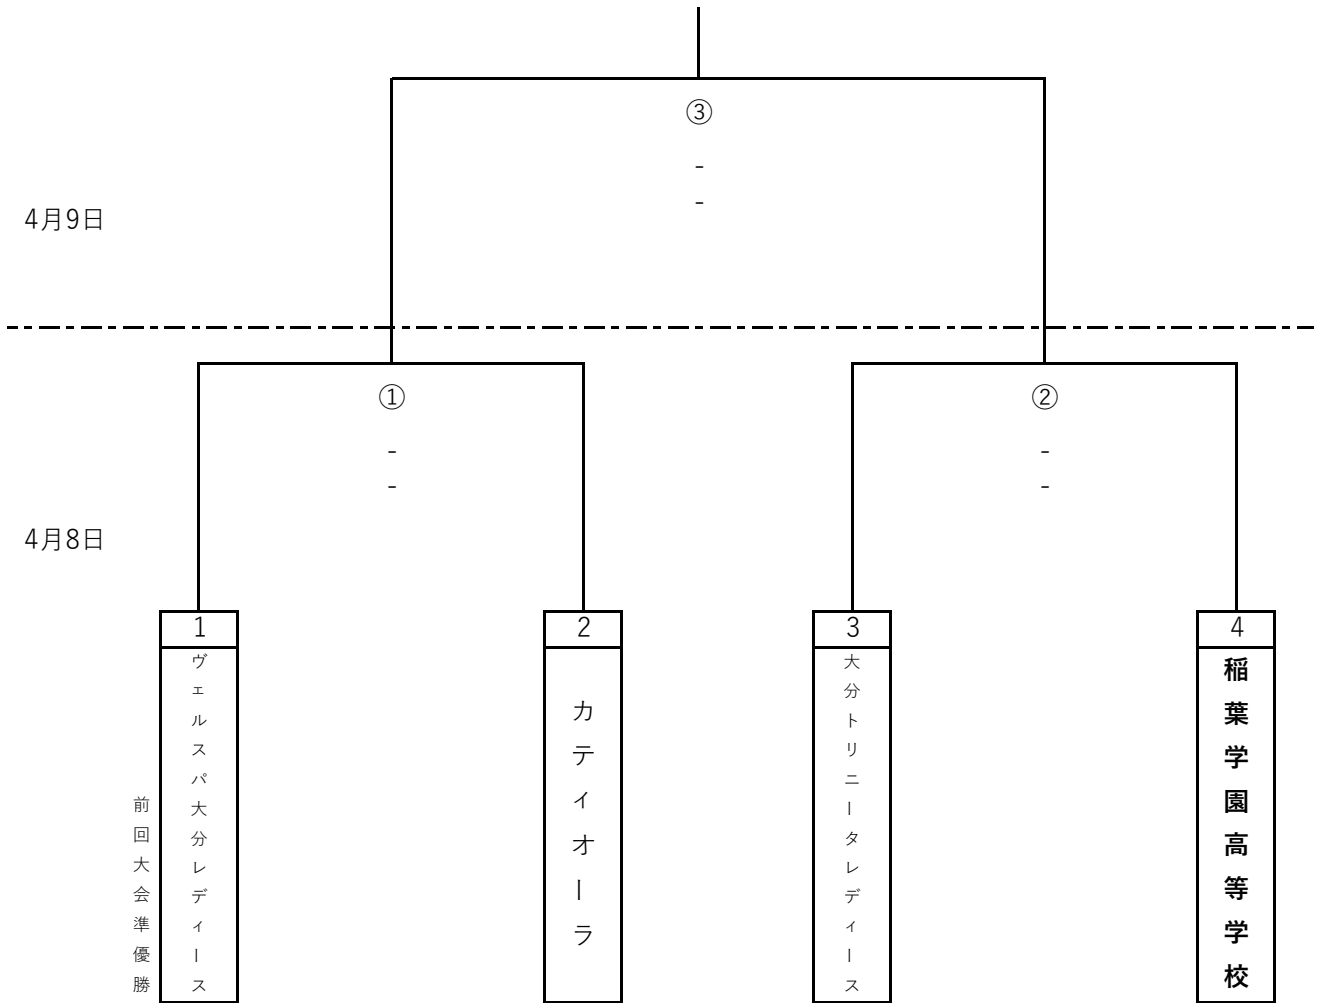 ③
-
-
4月9日
①
-
-
②
-
-
4月8日
1
2
3
4
前回大会準優勝
ヴェルスパ大分レディース
カティオーラ
大分トリニータレディース
稲葉学園高等学校